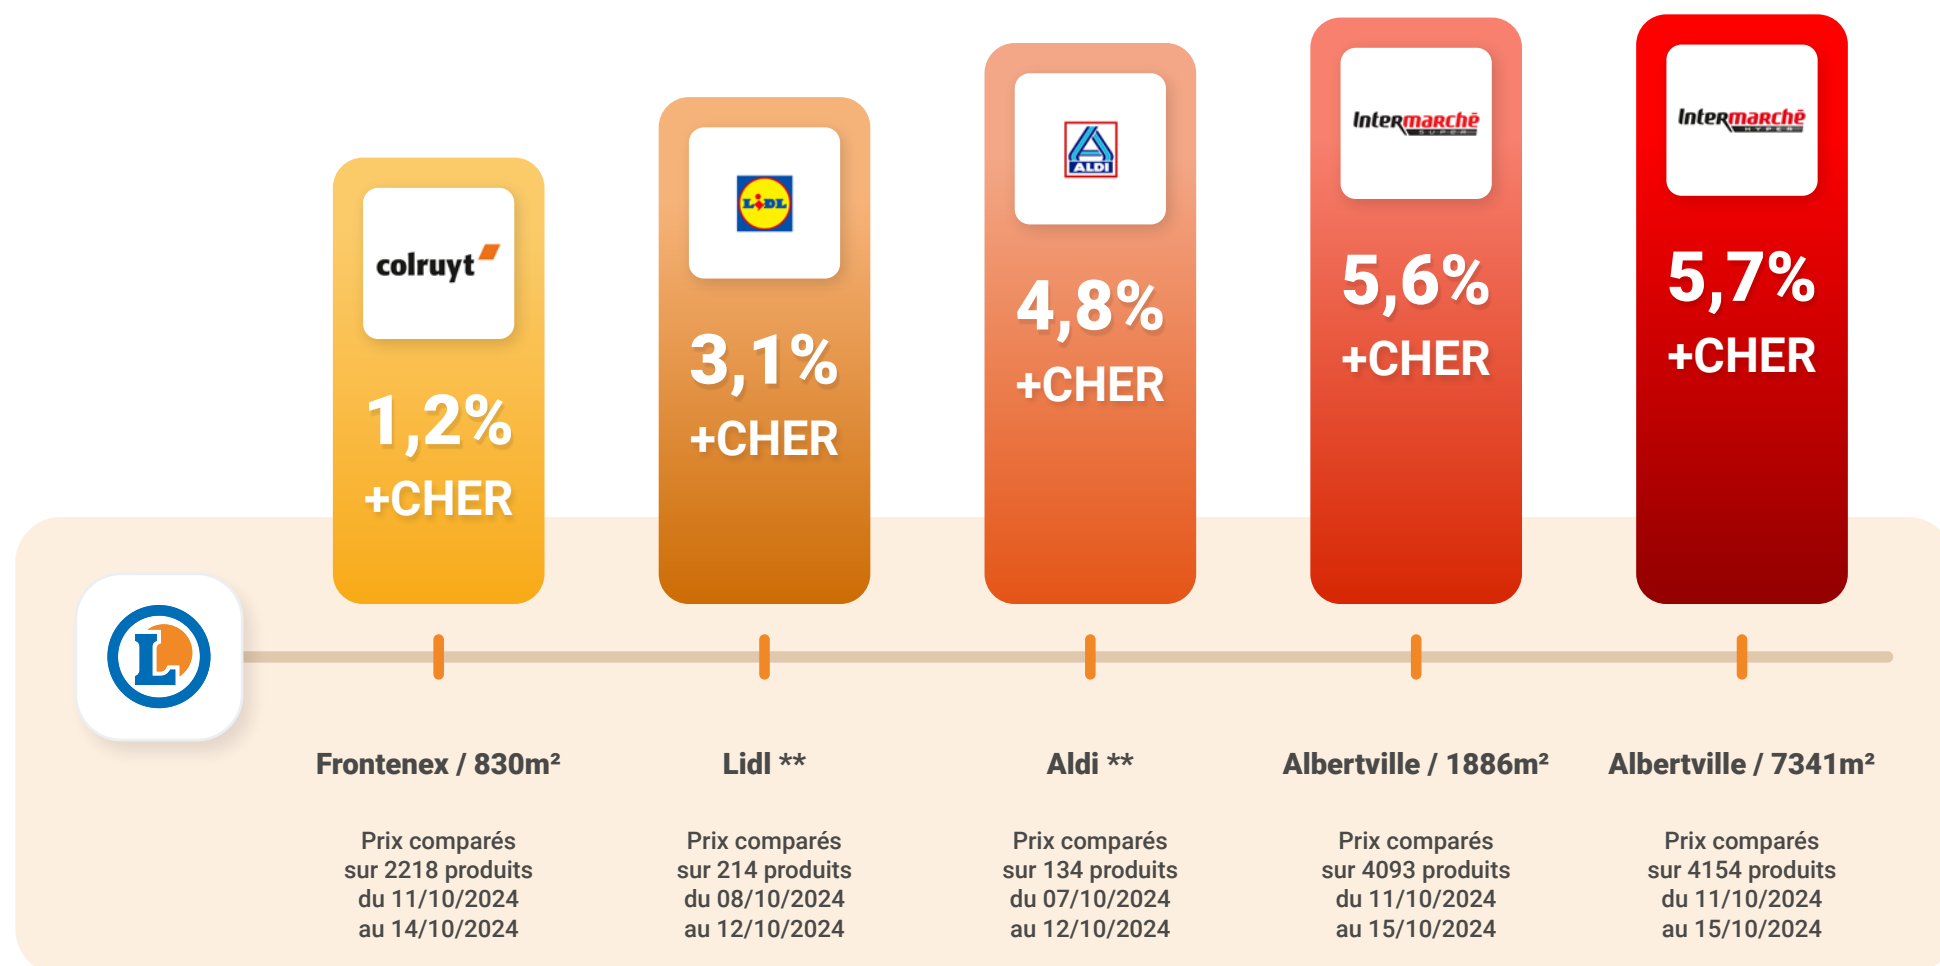 colruyt
1,2%
+CHER
LIDL
3,1%
+CHER
ALDI
4,8%
+CHER
Intermarchē
SUPER
5,6%
+CHER
Intermarchē
HYPER
5,7%
+CHER
L
Frontenex / 830m²
Prix comparés
sur 2218 produits
du 11/10/2024
au 14/10/2024
Lidl **
Prix comparés
sur 214 produits
du 08/10/2024
au 12/10/2024
Aldi **
Prix comparés
sur 134 produits
du 07/10/2024
au 12/10/2024
Albertville / 1886m²
Prix comparés
sur 4093 produits
du 11/10/2024
au 15/10/2024
Albertville / 7341m²
Prix comparés
sur 4154 produits
du 11/10/2024
au 15/10/2024